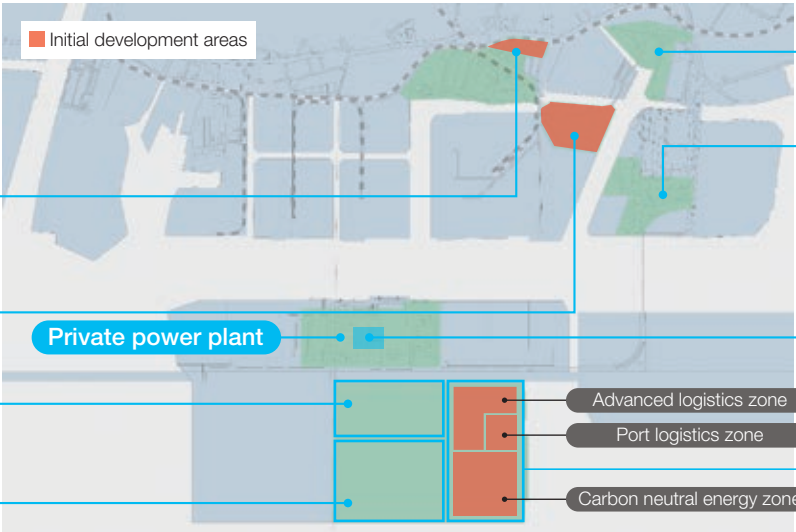 Initial development areas
Private power plant
Advanced logistics zone
Port logistics zone
Carbon neutral energy zone